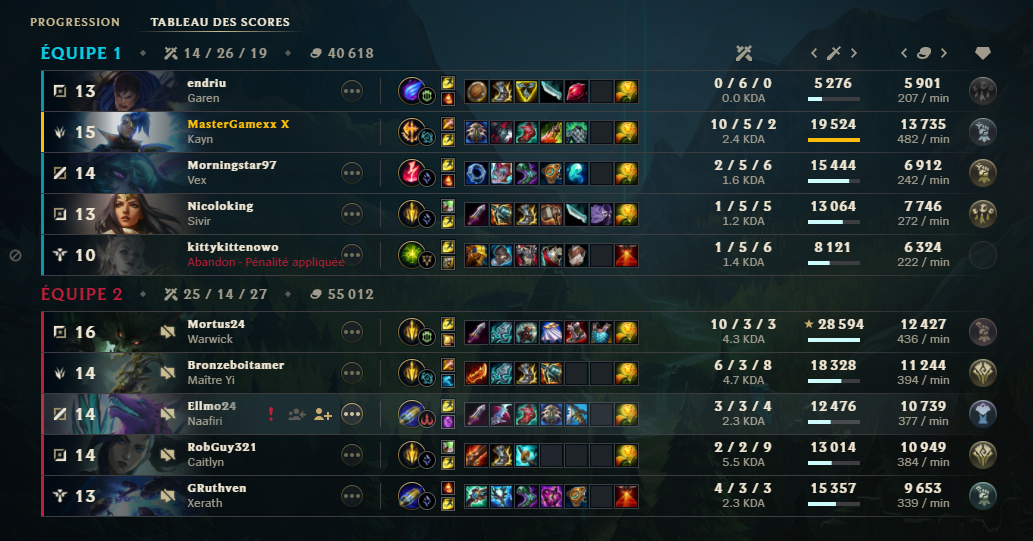 PROGRESSION TABLEAU DES SCORES
ÉQUIPE 1 14 / 26 / 19 40 618
13 endriu 0 / 6 / 0 5 276 5 901
Garen 0.0 KDA 207 / min
15 MasterGamexx X 10 / 5 / 2 19 524 13 735
Kayn 2.4 KDA 482 / min
14 Morningstar97 2 / 5 / 6 15 444 6 912
Vex 1.6 KDA 242 / min
13 Nicoloking 1 / 5 / 5 13 064 7 746
Sivir 1.2 KDA 272 / min
10 kittykittenowo 1 / 5 / 6 8 121 6 324
Abandon - Pénalité appliquée 1.4 KDA 222 / min
ÉQUIPE 2 25 / 14 / 27 55 012
16 Mortus24 10 / 3 / 3 28 594 12 427
Warwick 4.3 KDA 436 / min
14 Bronzeboitamer 6 / 3 / 8 18 328 11 244
Maître Yi 4.7 KDA 394 / min
14 Ellmo24 3 / 3 / 4 12 476 10 739
Naafiri 2.3 KDA 377 / min
14 RobGuy321 2 / 2 / 9 13 014 10 949
Caitlyn 5.5 KDA 384 / min
13 GRuthven 4 / 3 / 3 15 357 9 653
Xerath 2.3 KDA 339 / min